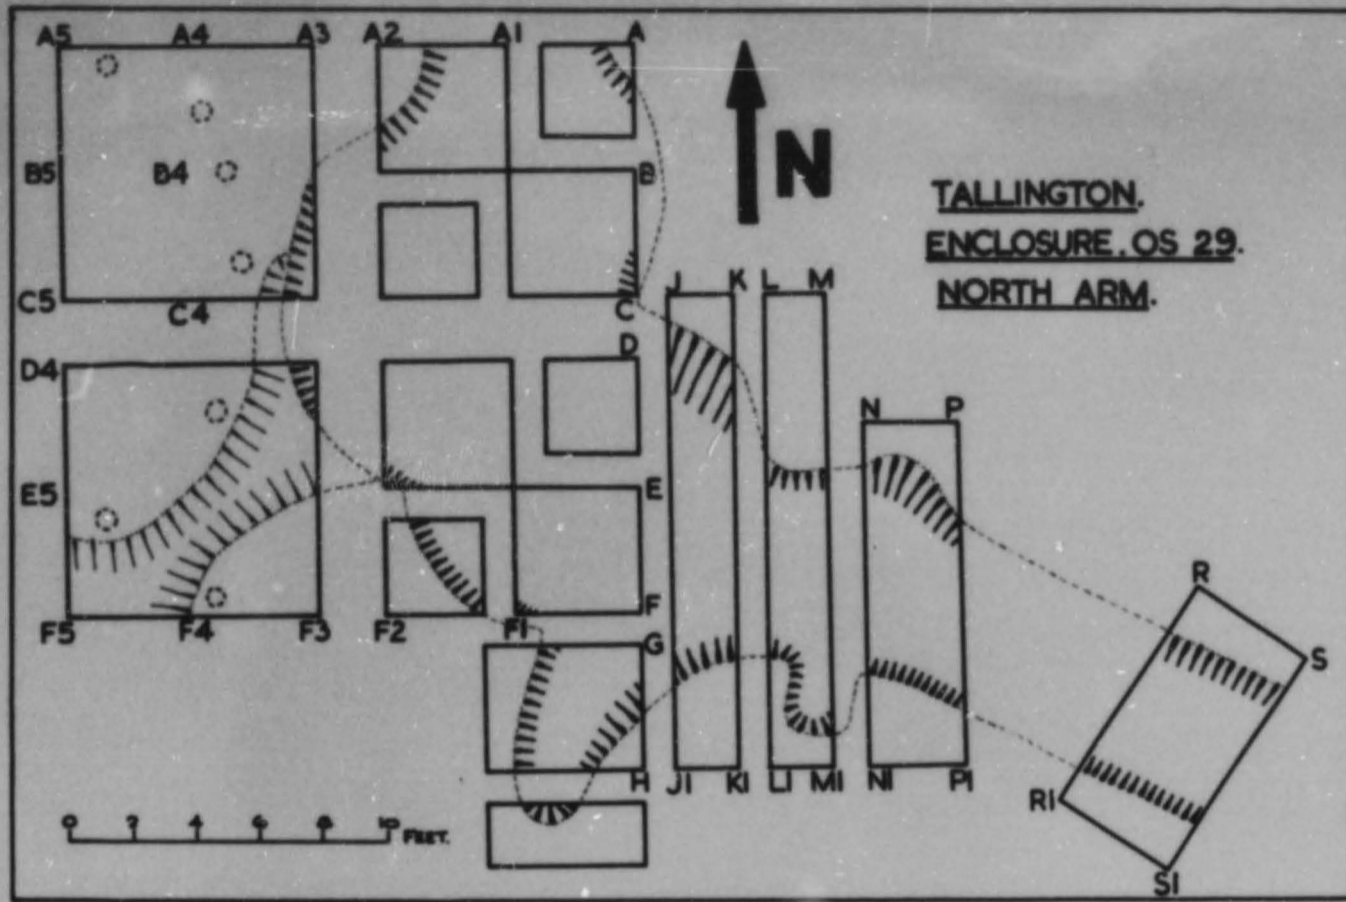 A5 A4 A3 A2 A1 A
B5 B4 B
N
TALLINGTON.
ENCLOSURE. OS 29.
NORTH ARM.
C5 C4 C J K L M
D4 D
N P
E5 E
F5 F4 F3 F2 F1 F
G
R
S
H J1 K1 L1 M1 N1 P1
R1
S1
0 2 4 6 8 10 FEET.